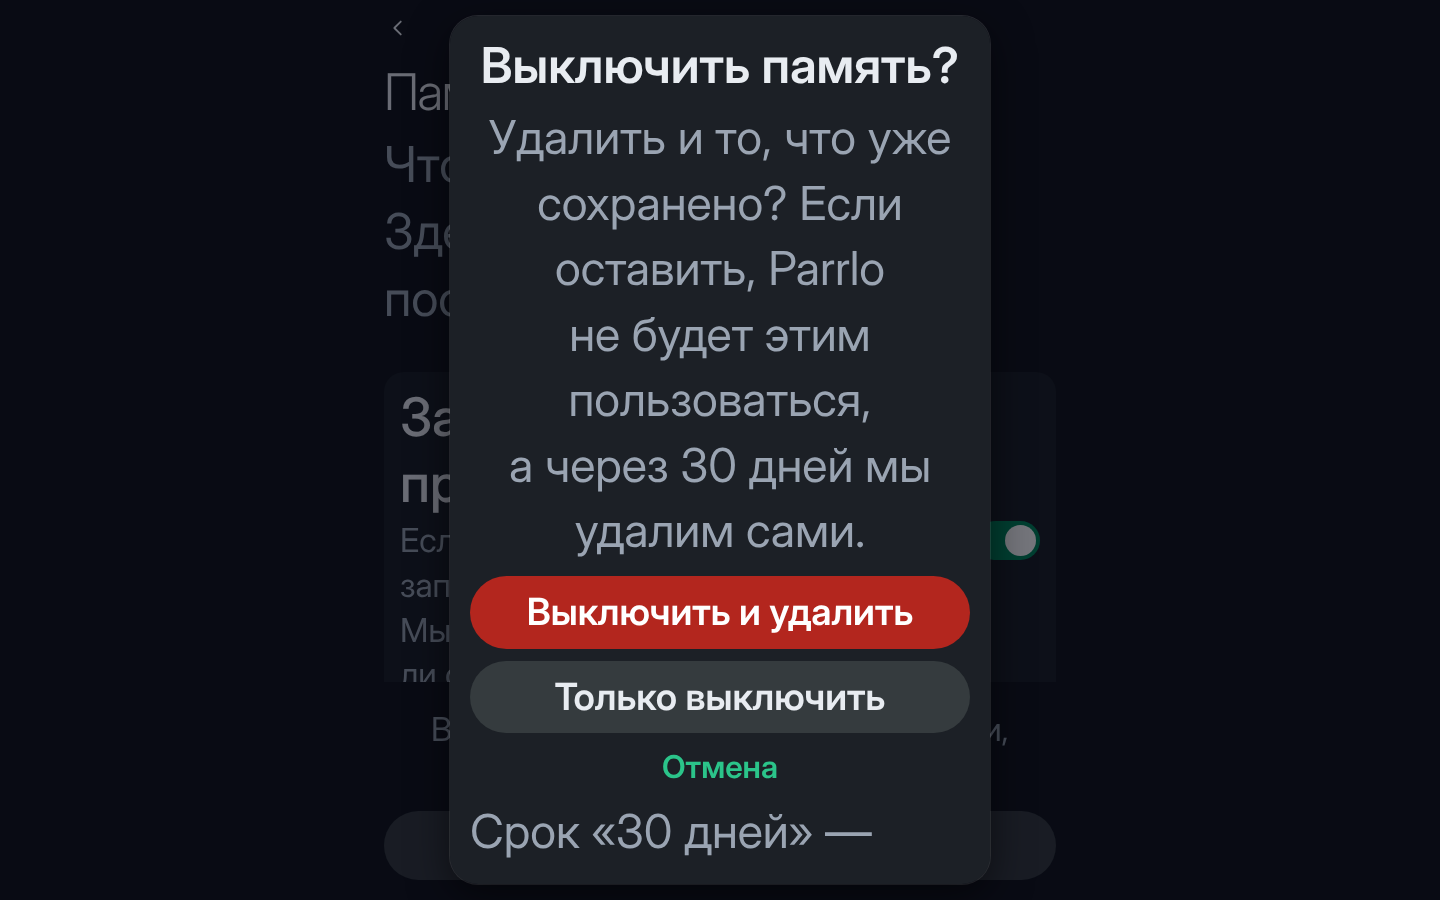 Выключить память?
Удалить и то, что уже
сохранено? Если
оставить, Parrlo
не будет этим
пользоваться,
а через 30 дней мы
удалим сами.
Выключить и удалить
Только выключить
Отмена
Срок «30 дней» —